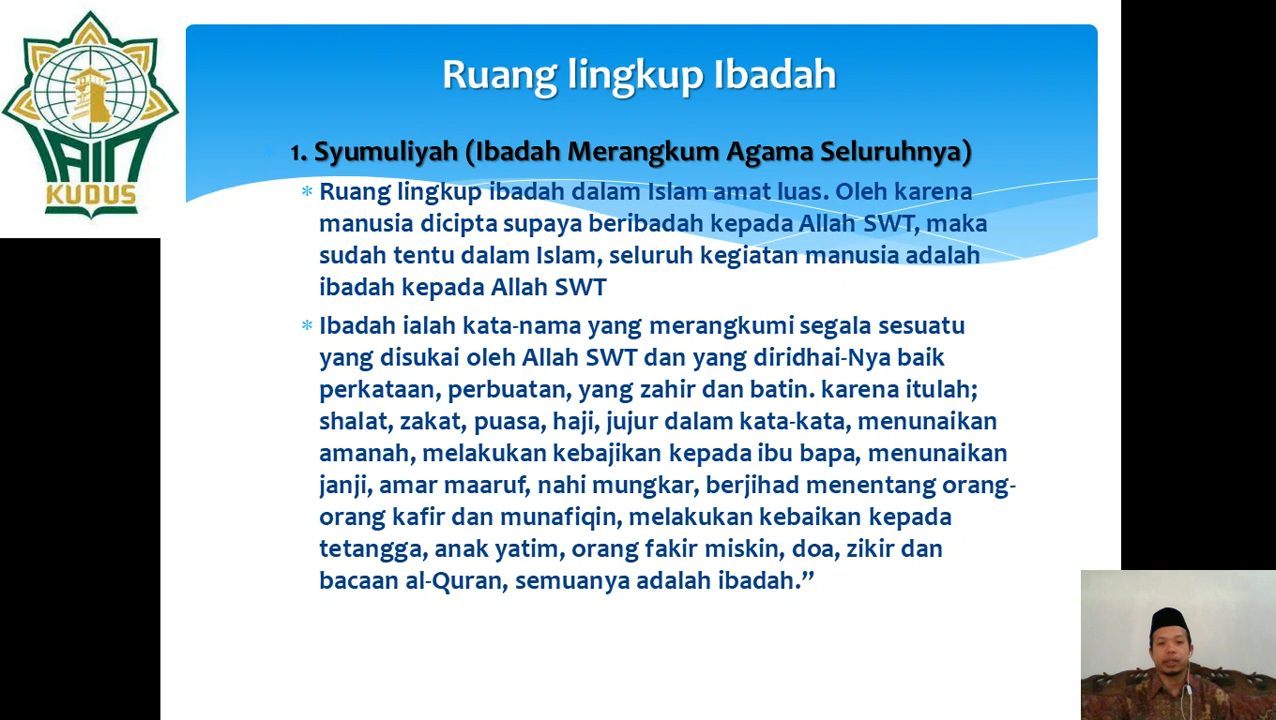 IAIN
KUDUS
Ruang lingkup Ibadah
1. Syumuliyah (Ibadah Merangkum Agama Seluruhnya)
* Ruang lingkup ibadah dalam Islam amat luas. Oleh karena
manusia dicipta supaya beribadah kepada Allah SWT, maka
sudah tentu dalam Islam, seluruh kegiatan manusia adalah
ibadah kepada Allah SWT
* Ibadah ialah kata-nama yang merangkumi segala sesuatu
yang disukai oleh Allah SWT dan yang diridhai-Nya baik
perkataan, perbuatan, yang zahir dan batin. karena itulah;
shalat, zakat, puasa, haji, jujur dalam kata-kata, menunaikan
amanah, melakukan kebajikan kepada ibu bapa, menunaikan
janji, amar maaruf, nahi mungkar, berjihad menentang orang-
orang kafir dan munafiqin, melakukan kebaikan kepada
tetangga, anak yatim, orang fakir miskin, doa, zikir dan
bacaan al-Quran, semuanya adalah ibadah.”